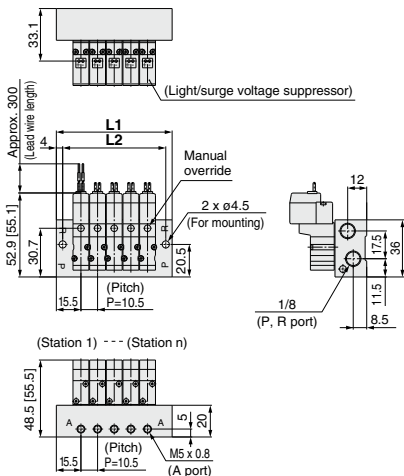 33.1
(Light/surge voltage suppressor)
Approx. 300
(Lead wire length)
L1
4
L2
Manual
override
2 x ø4.5
(For mounting)
52.9 [55.1]
30.7
R
P
P
20.5
(Pitch)
15.5
P=10.5
12
17.5
36
11.5
1/8
(P, R port)
8.5
(Station 1) --- (Station n)
48.5 [55.5]
A
A
5
20
(Pitch)
15.5
P=10.5
M5 x 0.8
(A port)